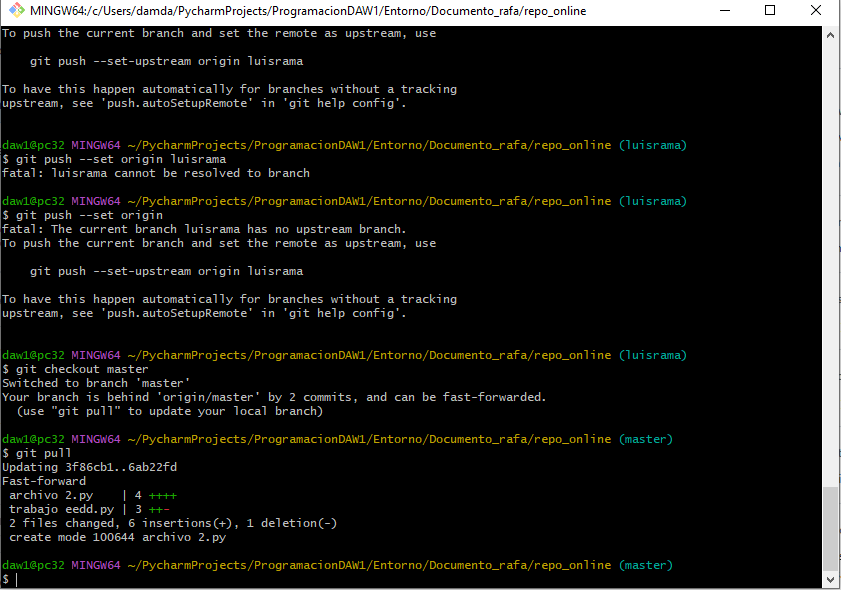 MINGW64:/c/Users/damda/PycharmProjects/ProgramacionDAW1/Entorno/Documento_rafa/repo_online
To push the current branch and set the remote as upstream, use
git push --set-upstream origin luisrama
To have this happen automatically for branches without a tracking
upstream, see 'push.autoSetupRemote' in 'git help config'.
daw1@pc32 MINGW64 ~/PycharmProjects/ProgramacionDAW1/Entorno/Documento_rafa/repo_online (luisrama)
$ git push --set origin luisrama
fatal: luisrama cannot be resolved to branch
daw1@pc32 MINGW64 ~/PycharmProjects/ProgramacionDAW1/Entorno/Documento_rafa/repo_online (luisrama)
$ git push --set origin
fatal: The current branch luisrama has no upstream branch.
To push the current branch and set the remote as upstream, use
git push --set-upstream origin luisrama
To have this happen automatically for branches without a tracking
upstream, see 'push.autoSetupRemote' in 'git help config'.
daw1@pc32 MINGW64 ~/PycharmProjects/ProgramacionDAW1/Entorno/Documento_rafa/repo_online (luisrama)
$ git checkout master
Switched to branch 'master'
Your branch is behind 'origin/master' by 2 commits, and can be fast-forwarded.
(use "git pull" to update your local branch)
daw1@pc32 MINGW64 ~/PycharmProjects/ProgramacionDAW1/Entorno/Documento_rafa/repo_online (master)
$ git pull
Updating 3f86cb1..6ab22fd
Fast-forward
archivo 2.py    | 4 ++++
trabajo eedd.py | 3 ++-
2 files changed, 6 insertions(+), 1 deletion(-)
create mode 100644 archivo 2.py
daw1@pc32 MINGW64 ~/PycharmProjects/ProgramacionDAW1/Entorno/Documento_rafa/repo_online (master)
$